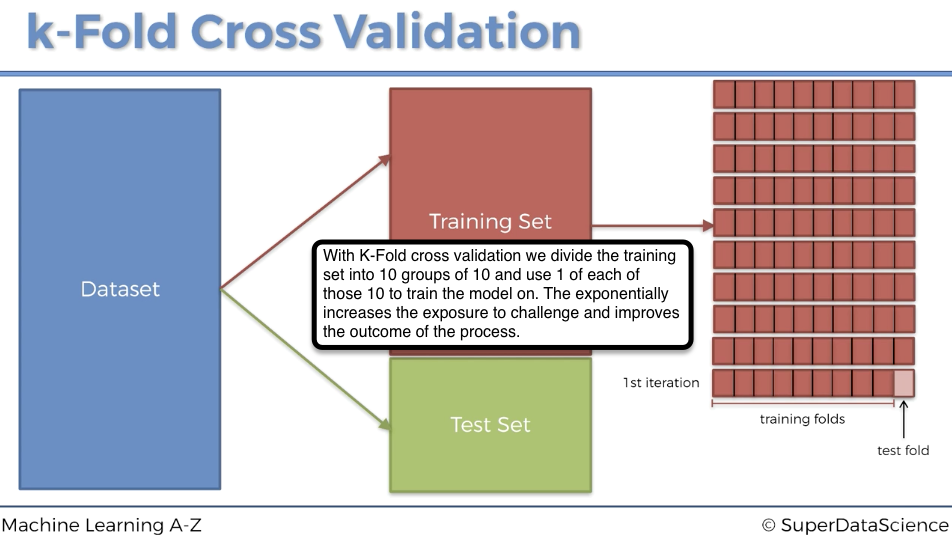 k-Fold Cross Validation
Dataset
Training Set
With K-Fold cross validation we divide the training
set into 10 groups of 10 and use 1 of each of
those 10 to train the model on. The exponentially
increases the exposure to challenge and improves
the outcome of the process.
Test Set
1st iteration
training folds
test fold
Machine Learning A-Z
© SuperDataScience